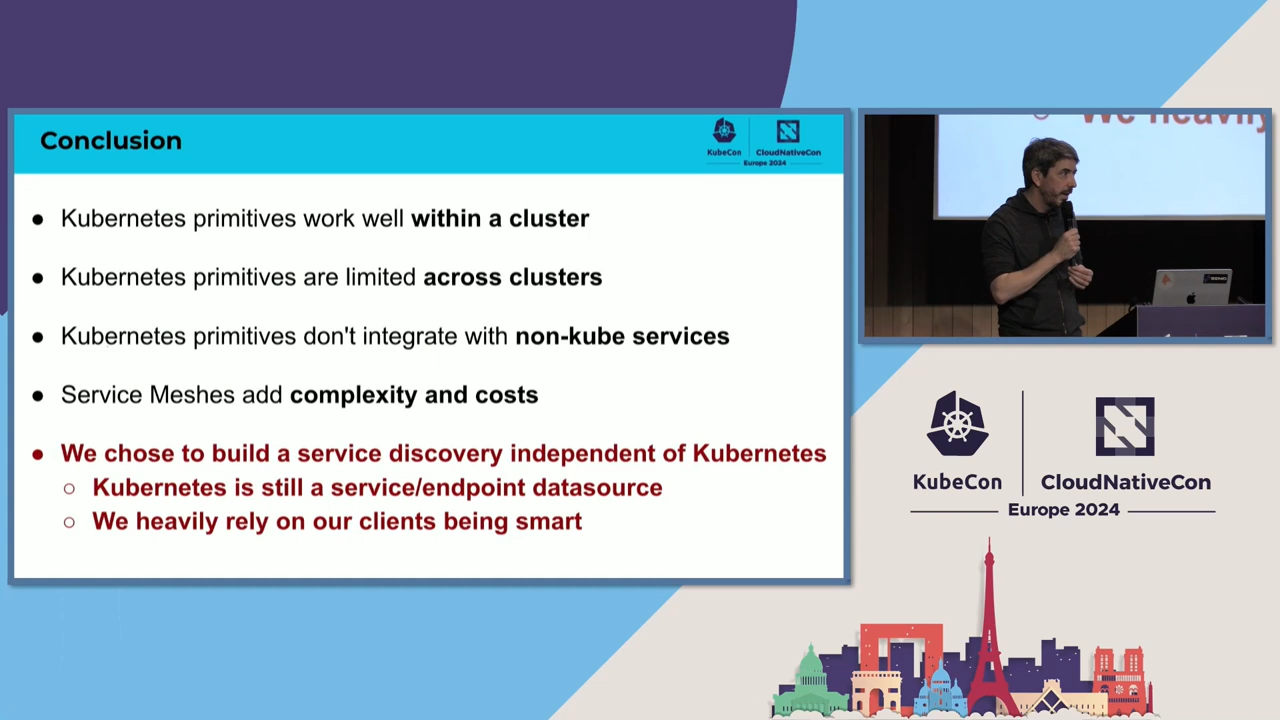 Conclusion
KubeCon
CloudNativeCon
Europe 2024
● Kubernetes primitives work well within a cluster
● Kubernetes primitives are limited across clusters
● Kubernetes primitives don't integrate with non-kube services
● Service Meshes add complexity and costs
● We chose to build a service discovery independent of Kubernetes
○ Kubernetes is still a service/endpoint datasource
○ We heavily rely on our clients being smart
We heavily
KubeCon
CloudNativeCon
Europe 2024